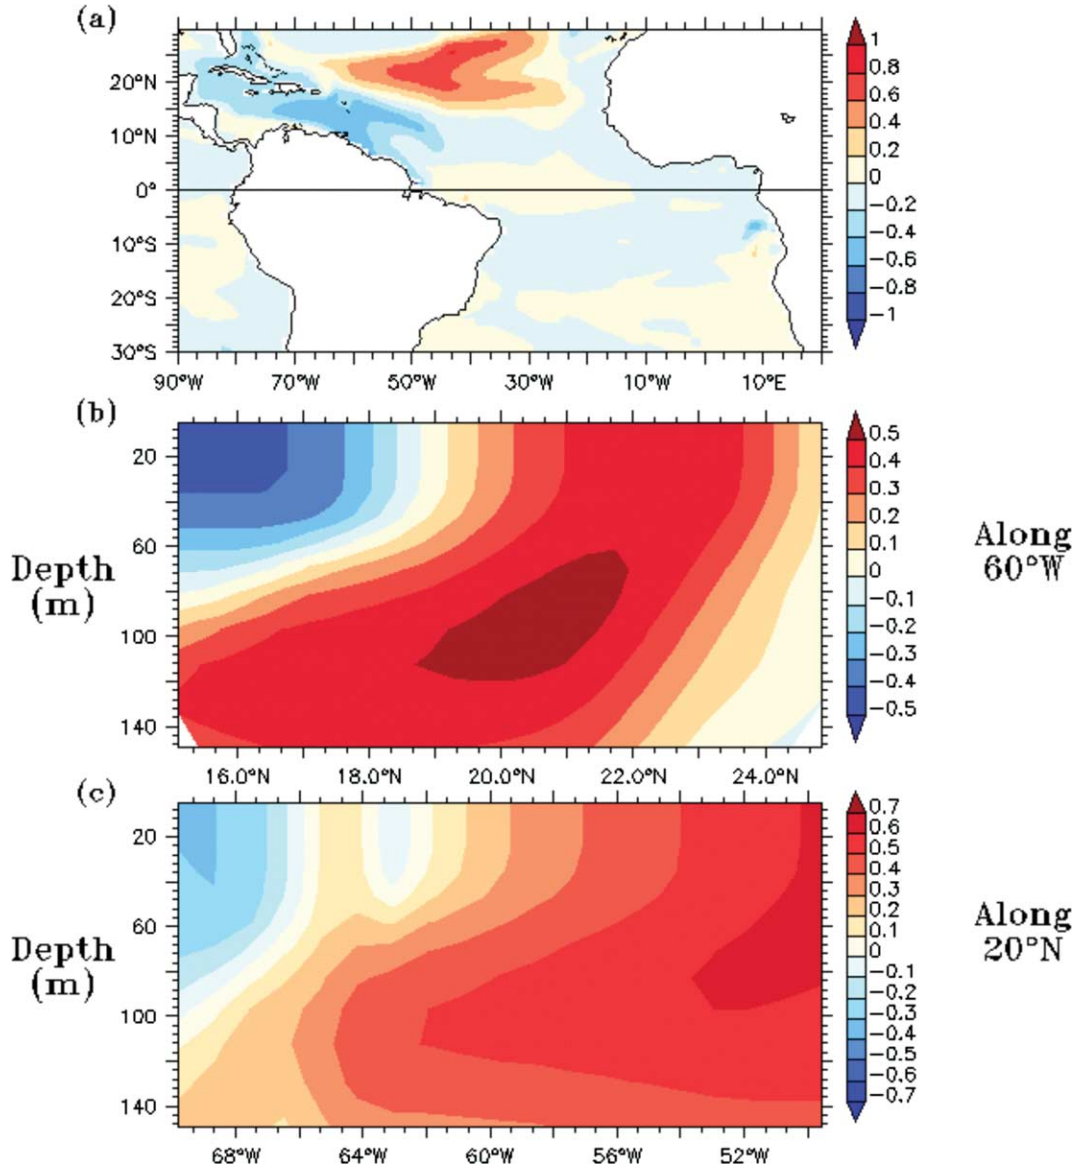 (a)
20°N
10°N
0°
10°S
20°S
30°S
90°W 70°W 50°W 30°W 10°W 10°E
1
0.8
0.6
0.4
0.2
0
−0.2
−0.4
−0.6
−0.8
−1
(b)
20
60
100
140
Depth
(m)
16.0°N 18.0°N 20.0°N 22.0°N 24.0°N
0.5
0.4
0.3
0.2
0.1
0
−0.1
−0.2
−0.3
−0.4
−0.5
Along
60°W
(c)
20
60
100
140
Depth
(m)
68°W 64°W 60°W 56°W 52°W
0.7
0.6
0.5
0.4
0.3
0.2
0.1
0
−0.1
−0.2
−0.3
−0.4
−0.5
−0.6
−0.7
Along
20°N